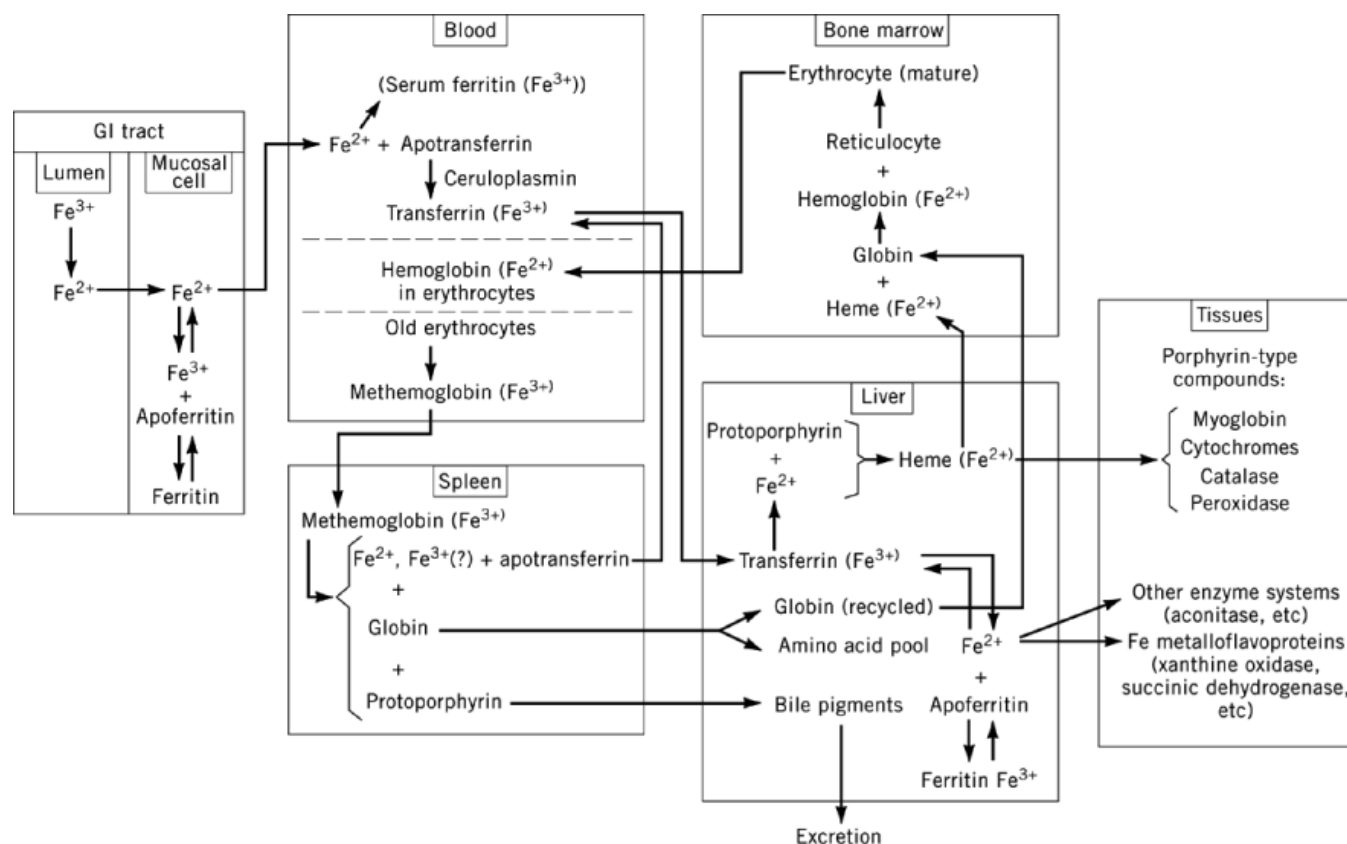 GI tract
Lumen
Fe³⁺
Fe²⁺
Mucosal
cell
Fe²⁺
Fe³⁺
+
Apoferritin
Ferritin
Blood
(Serum ferritin (Fe³⁺))
Fe²⁺ + Apotransferrin
Ceruloplasmin
Transferrin (Fe³⁺)
Hemoglobin (Fe²⁺)
in erythrocytes
Old erythrocytes
Methemoglobin (Fe³⁺)
Spleen
Methemoglobin (Fe³⁺)
Fe²⁺, Fe³⁺(?) + apotransferrin
+
Globin
+
Protoporphyrin
Bone marrow
Erythrocyte (mature)
Reticulocyte
+
Hemoglobin (Fe²⁺)
Globin
+
Heme (Fe²⁺)
Liver
Protoporphyrin
+
Fe²⁺
Heme (Fe²⁺)
Transferrin (Fe³⁺)
Globin (recycled)
Amino acid pool
Fe²⁺
+
Bile pigments
Apoferritin
Ferritin Fe³⁺
Excretion
Tissues
Porphyrin-type
compounds:
Myoglobin
Cytochromes
Catalase
Peroxidase
Other enzyme systems
(aconitase, etc)
Fe metalloflavoproteins
(xanthine oxidase,
succinic dehydrogenase,
etc)